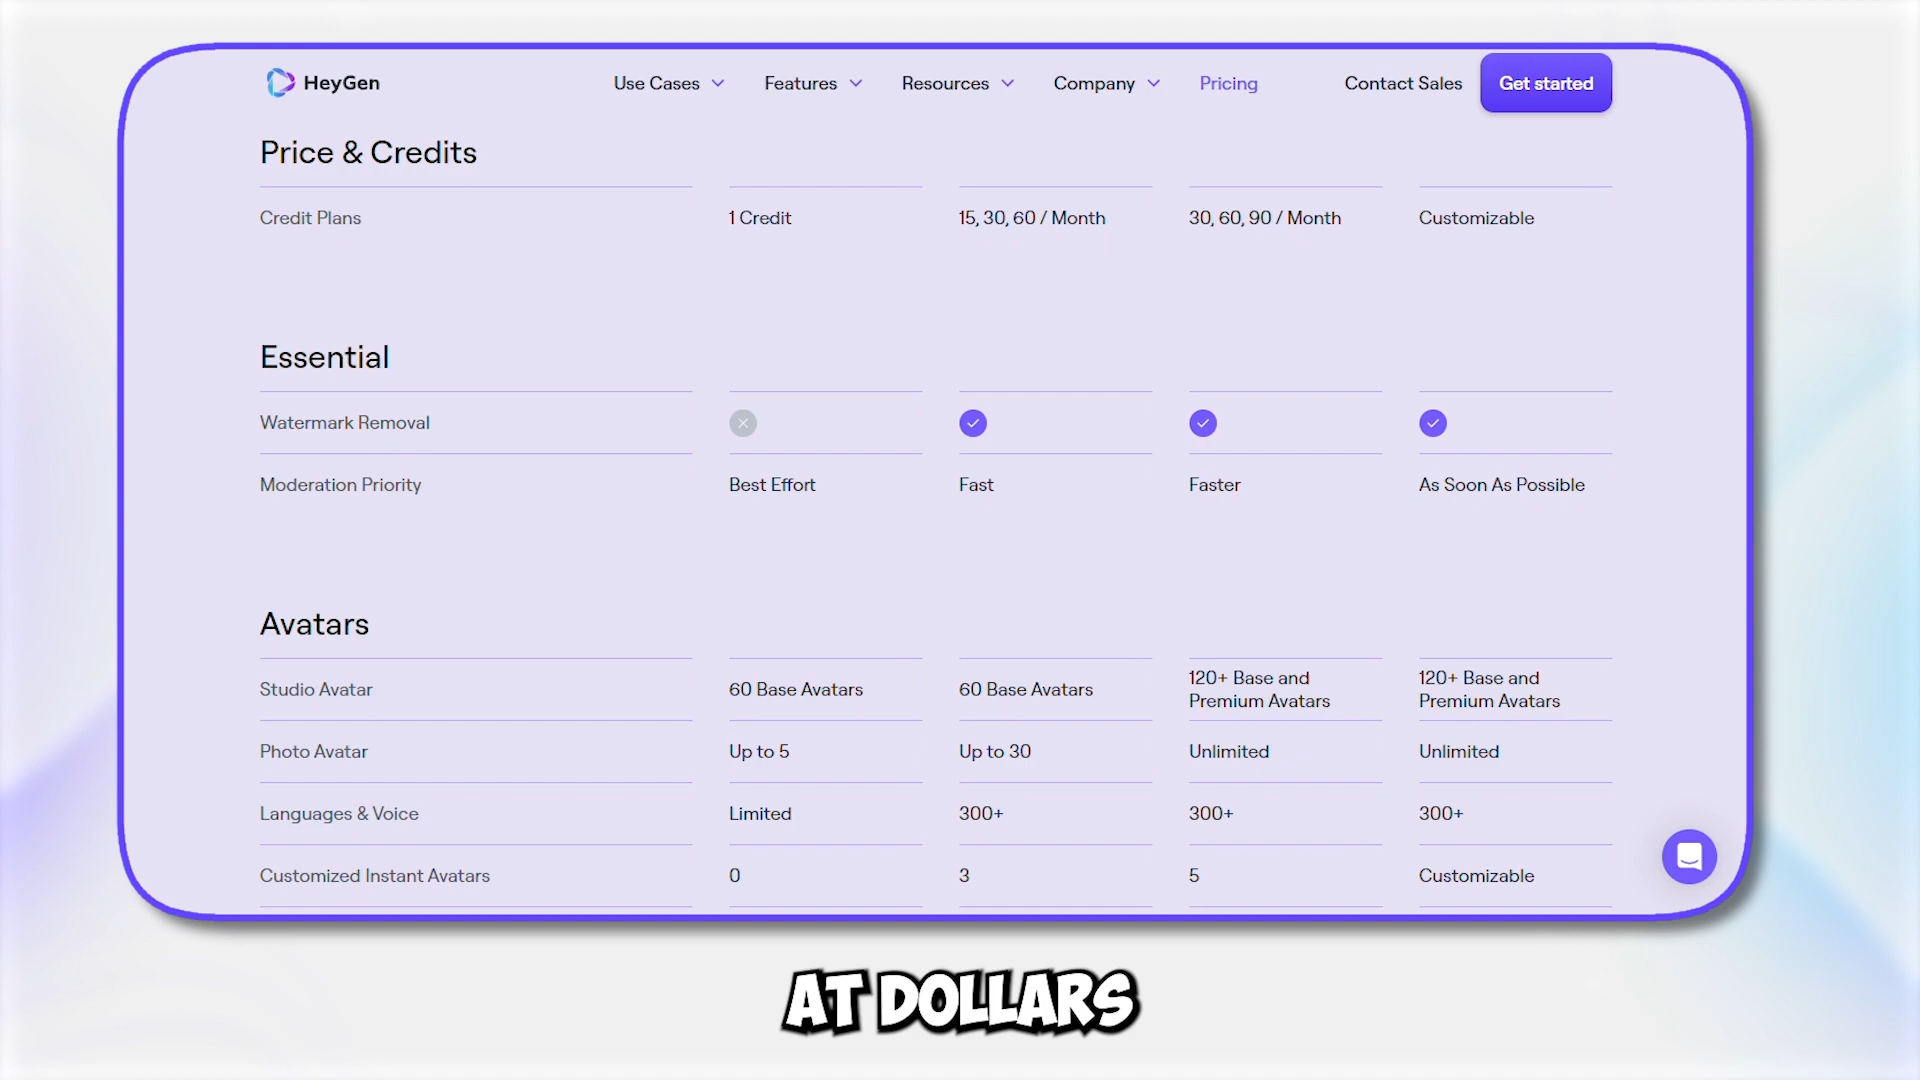 HeyGen
Use Cases Features Resources Company Pricing Contact Sales Get started
Price & Credits
Credit Plans 1 Credit 15, 30, 60 / Month 30, 60, 90 / Month Customizable
Essential
Watermark Removal
Moderation Priority Best Effort Fast Faster As Soon As Possible
Avatars
Studio Avatar 60 Base Avatars 60 Base Avatars 120+ Base and Premium Avatars 120+ Base and Premium Avatars
Photo Avatar Up to 5 Up to 30 Unlimited Unlimited
Languages & Voice Limited 300+ 300+ 300+
Customized Instant Avatars 0 3 5 Customizable
AT DOLLARS